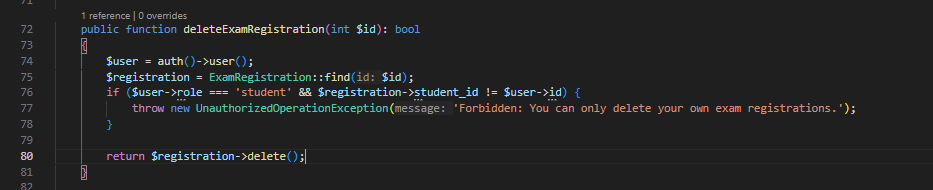 71
1 reference | 0 overrides
72 public function deleteExamRegistration(int $id): bool
73 {
74 $user = auth()->user();
75 $registration = ExamRegistration::find(id: $id);
76 if ($user->role === 'student' && $registration->student_id != $user->id) {
77 throw new UnauthorizedOperationException(message: 'Forbidden: You can only delete your own exam registrations.');
78 }
79
80 return $registration->delete();
81 }
82